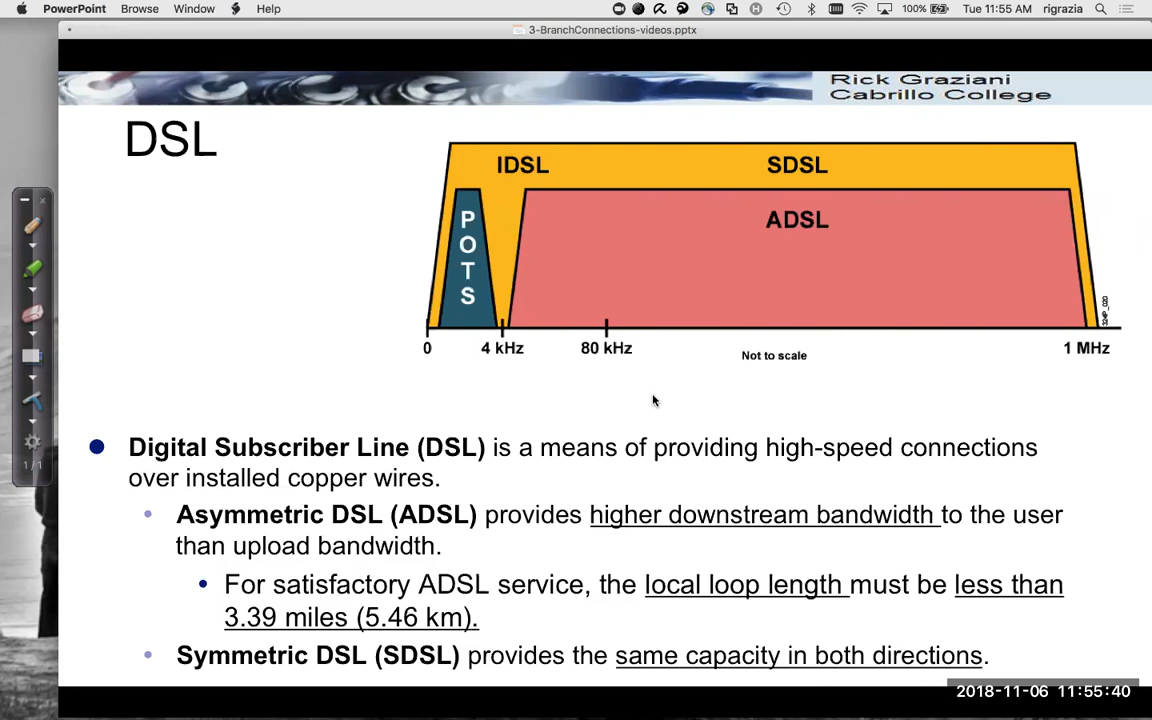 PowerPoint Browse Window Help 100% Tue 11:55 AM rigrazia
3-BranchConnections-videos.pptx
Rick Graziani
Cabrillo College
DSL
IDSL SDSL
POTS
ADSL
0 4 kHz 80 kHz 1 MHz
Not to scale
Digital Subscriber Line (DSL) is a means of providing high-speed connections
over installed copper wires.
Asymmetric DSL (ADSL) provides higher downstream bandwidth to the user
than upload bandwidth.
For satisfactory ADSL service, the local loop length must be less than
3.39 miles (5.46 km).
Symmetric DSL (SDSL) provides the same capacity in both directions.
1/1
2018-11-06 11:55:40